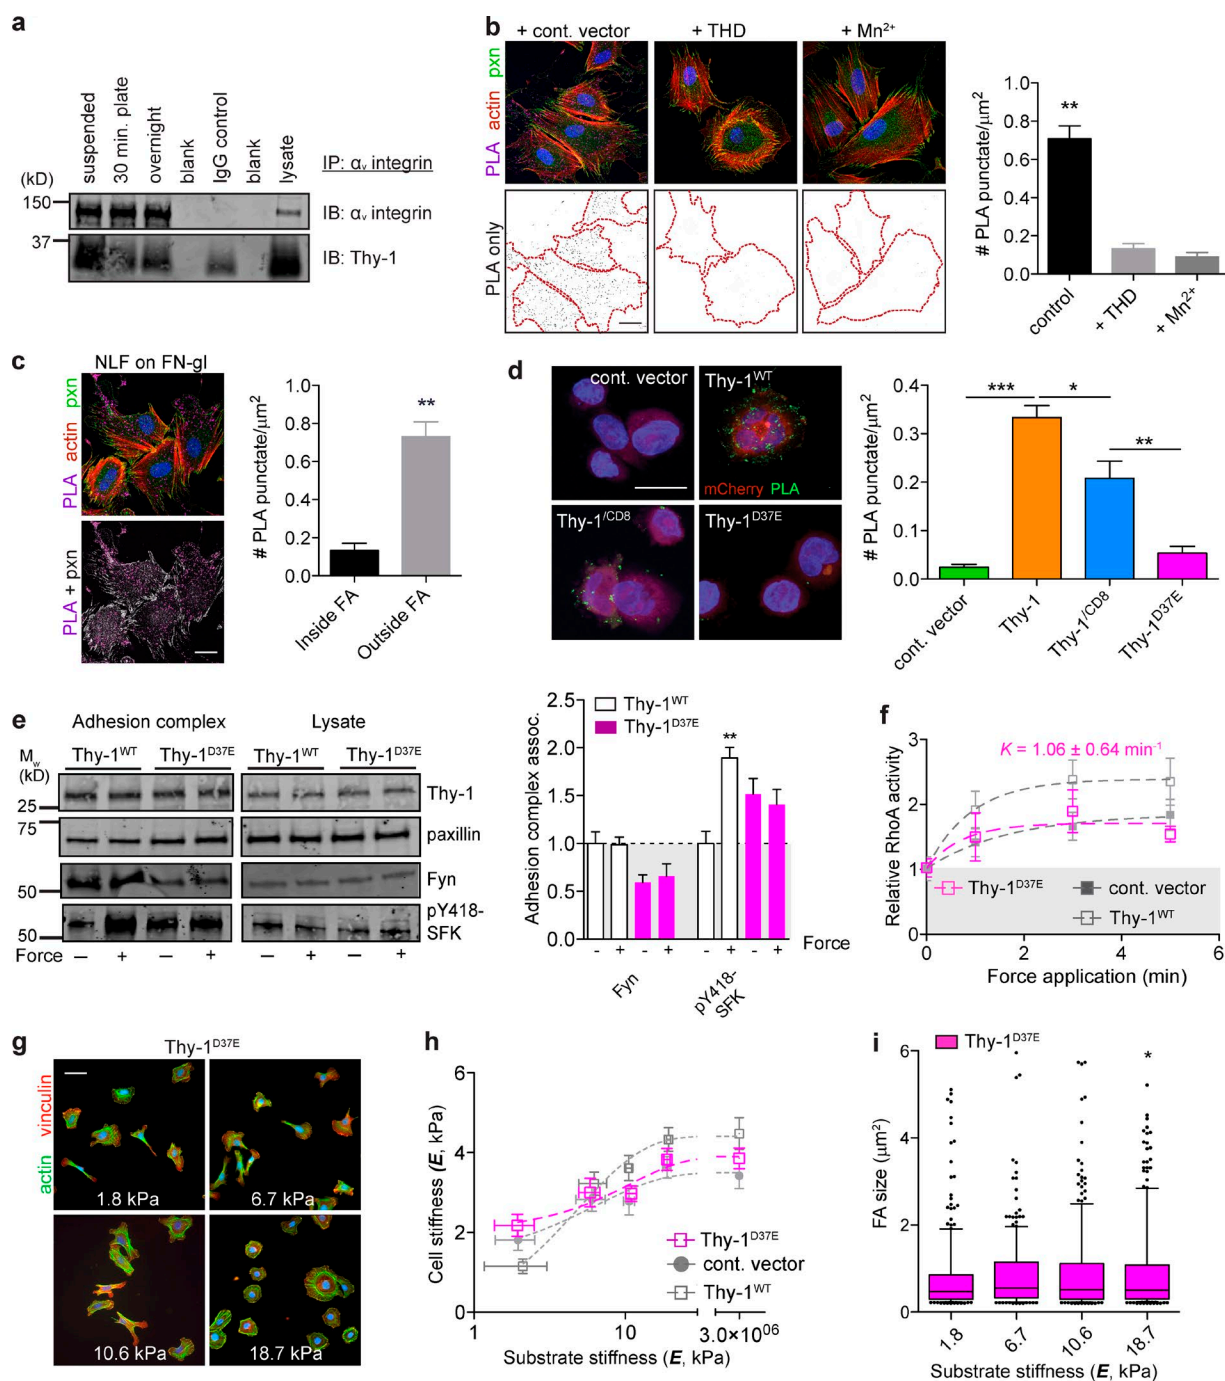 a
suspended
30 min. plate
overnight
blank
IgG control
blank
lysate
IP: αᵥ integrin
(kD)
150
IB: αᵥ integrin
37
IB: Thy-1
b
+ cont. vector
+ THD
+ Mn²⁺
PLA actin pxn
PLA only
# PLA punctate/μm²
1.0
0.8
0.6
0.4
0.2
0.0
**
control
+ THD
+ Mn²⁺
c
NLF on FN-gl
PLA actin pxn
PLA + pxn
# PLA punctate/μm²
1.0
0.8
0.6
0.4
0.2
0.0
**
Inside FA
Outside FA
d
cont. vector
Thy-1ᵂᵀ
mCherry PLA
Thy-1/CD8
Thy-1D37E
# PLA punctate/μm²
0.4
0.3
0.2
0.1
0.0
*** *
**
cont. vector
Thy-1
Thy-1/CD8
Thy-1D37E
e
Adhesion complex Lysate
Thy-1WT Thy-1D37E Thy-1WT Thy-1D37E
Mw
(kD)
25
Thy-1
75
paxillin
50
Fyn
50
pY418-
SFK
Force − + − + − + − +
Adhesion complex assoc.
2.5
2.0
1.5
1.0
0.5
0.0
Thy-1WT
Thy-1D37E
**
- + - + - + - + Force
Fyn
pY418-
SFK
f
Relative RhoA activity
3
2
1
0
K = 1.06 ± 0.64 min-1
Thy-1D37E
cont. vector
Thy-1WT
0 2 4 6
Force application (min)
g
Thy-1D37E
actin vinculin
1.8 kPa
6.7 kPa
10.6 kPa
18.7 kPa
h
Cell stiffness (E, kPa)
6
4
2
0
Thy-1D37E
cont. vector
Thy-1WT
1 10 3.0×10⁰⁶
Substrate stiffness (E, kPa)
i
Thy-1D37E
FA size (μm²)
6
4
2
0
*
1.8
6.7
10.6
18.7
Substrate stiffness (E, kPa)